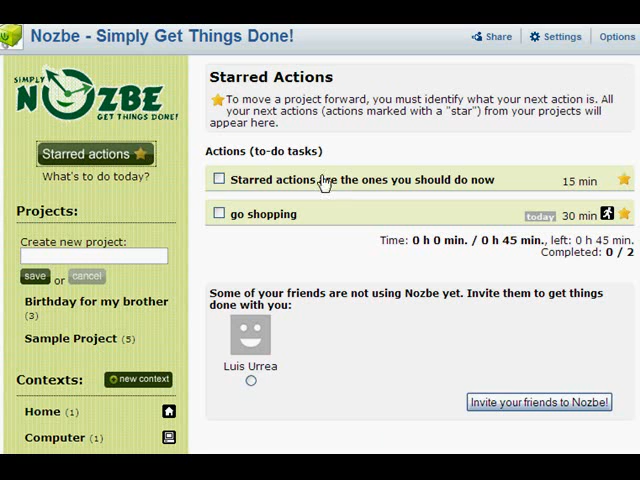 Nozbe - Simply Get Things Done!
Share
Settings
Options
SIMPLY
NOZBE
GET THINGS DONE!
Starred actions
What's to do today?
Projects:
Create new project:
save or cancel
Birthday for my brother
(3)
Sample Project (5)
Contexts:
new context
Home (1)
Computer (1)
Starred Actions
To move a project forward, you must identify what your next action is. All
your next actions (actions marked with a "star") from your projects will
appear here.
Actions (to-do tasks)
Starred actions are the ones you should do now
15 min
go shopping
today 30 min
Time: 0 h 0 min. / 0 h 45 min., left: 0 h 45 min.
Completed: 0 / 2
Some of your friends are not using Nozbe yet. Invite them to get things
done with you:
Luis Urrea
Invite your friends to Nozbe!